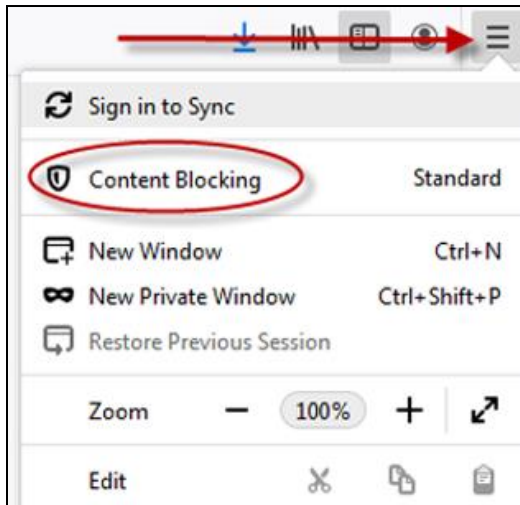 Sign in to Sync
Content Blocking Standard
New Window Ctrl+N
New Private Window Ctrl+Shift+P
Restore Previous Session
Zoom 100%
Edit